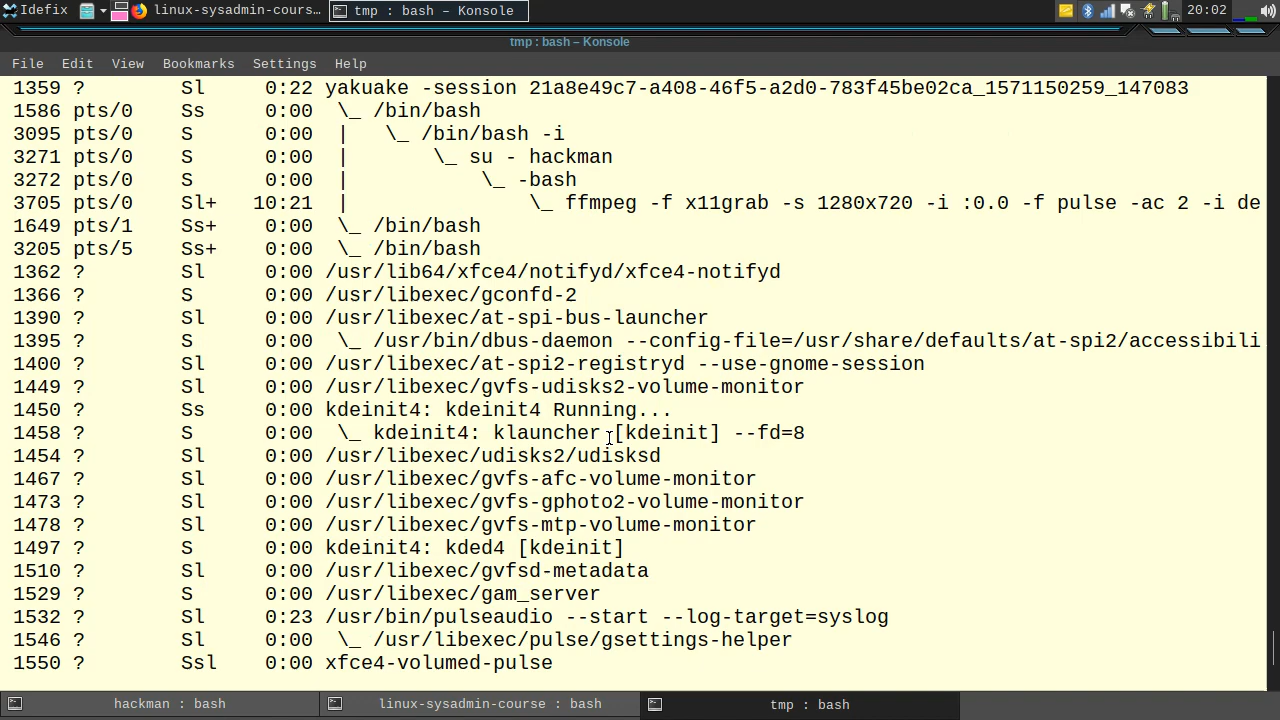 Idefix linux-sysadmin-cours... tmp : bash – Konsole 20:02
tmp : bash – Konsole
File Edit View Bookmarks Settings Help
1359 ? Sl 0:22 yakuake -session 21a8e49c7-a408-46f5-a2d0-783f45be02ca_1571150259_147083
1586 pts/0 Ss 0:00 \_ /bin/bash
3095 pts/0 S 0:00 | \_ /bin/bash -i
3271 pts/0 S 0:00 | \_ su - hackman
3272 pts/0 S 0:00 | \_ -bash
3705 pts/0 Sl+ 10:21 | \_ ffmpeg -f x11grab -s 1280x720 -i :0.0 -f pulse -ac 2 -i de
1649 pts/1 Ss+ 0:00 \_ /bin/bash
3205 pts/5 Ss+ 0:00 \_ /bin/bash
1362 ? Sl 0:00 /usr/lib64/xfce4/notifyd/xfce4-notifyd
1366 ? S 0:00 /usr/libexec/gconfd-2
1390 ? Sl 0:00 /usr/libexec/at-spi-bus-launcher
1395 ? S 0:00 \_ /usr/bin/dbus-daemon --config-file=/usr/share/defaults/at-spi2/accessibili
1400 ? Sl 0:00 /usr/libexec/at-spi2-registryd --use-gnome-session
1449 ? Sl 0:00 /usr/libexec/gvfs-udisks2-volume-monitor
1450 ? Ss 0:00 kdeinit4: kdeinit4 Running...
1458 ? S 0:00 \_ kdeinit4: klauncher [kdeinit] --fd=8
1454 ? Sl 0:00 /usr/libexec/udisks2/udisksd
1467 ? Sl 0:00 /usr/libexec/gvfs-afc-volume-monitor
1473 ? Sl 0:00 /usr/libexec/gvfs-gphoto2-volume-monitor
1478 ? Sl 0:00 /usr/libexec/gvfs-mtp-volume-monitor
1497 ? S 0:00 kdeinit4: kded4 [kdeinit]
1510 ? Sl 0:00 /usr/libexec/gvfsd-metadata
1529 ? S 0:00 /usr/libexec/gam_server
1532 ? Sl 0:23 /usr/bin/pulseaudio --start --log-target=syslog
1546 ? Sl 0:00 \_ /usr/libexec/pulse/gsettings-helper
1550 ? Ssl 0:00 xfce4-volumed-pulse
hackman : bash linux-sysadmin-course : bash tmp : bash